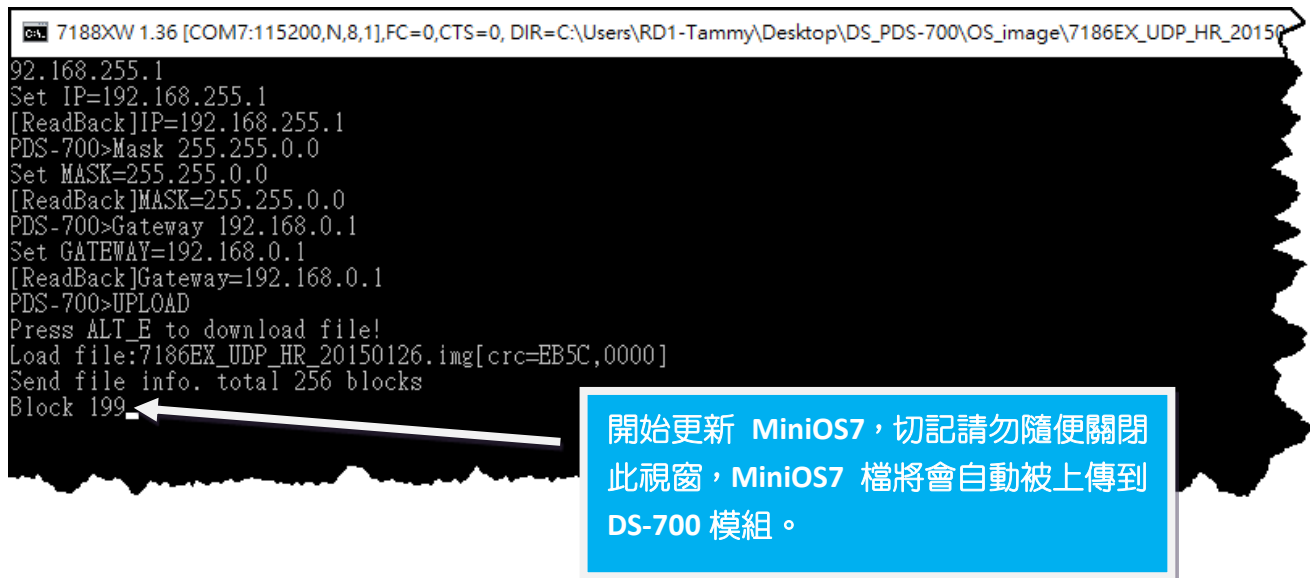 7188XW 1.36 [COM7:115200,N,8,1],FC=0,CTS=0, DIR=C:\Users\RD1-Tammy\Desktop\DS_PDS-700\OS_image\7186EX_UDP_HR_20150
92.168.255.1
Set IP=192.168.255.1
[ReadBack]IP=192.168.255.1
PDS-700>Mask 255.255.0.0
Set MASK=255.255.0.0
[ReadBack]MASK=255.255.0.0
PDS-700>Gateway 192.168.0.1
Set GATEWAY=192.168.0.1
[ReadBack]Gateway=192.168.0.1
PDS-700>UPLOAD
Press ALT_E to download file!
Load file:7186EX_UDP_HR_20150126.img[crc=EB5C,0000]
Send file info. total 256 blocks
Block 199_
開始更新 MiniOS7，切記請勿隨便關閉
此視窗，MiniOS7 檔將會自動被上傳到
DS-700 模組。